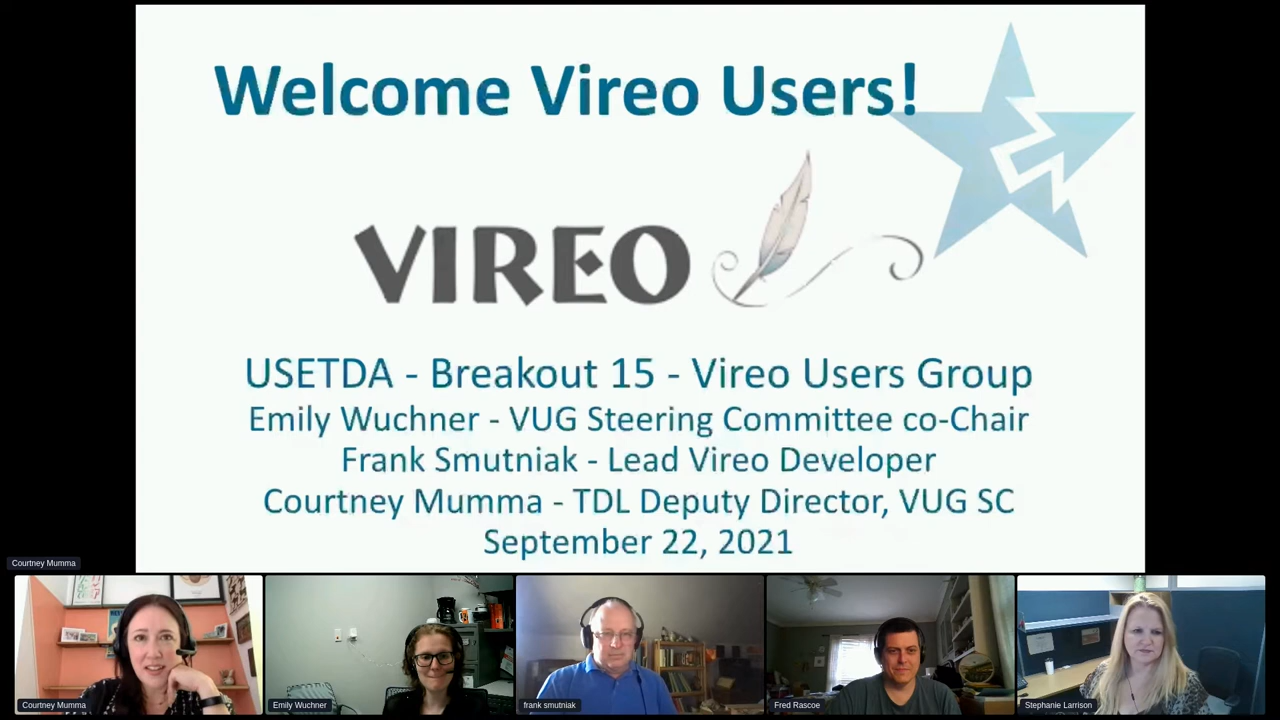 Welcome Vireo Users!
VIREO
USETDA - Breakout 15 - Vireo Users Group
Emily Wuchner - VUG Steering Committee co-Chair
Frank Smutniak - Lead Vireo Developer
Courtney Mumma - TDL Deputy Director, VUG SC
September 22, 2021
Courtney Mumma
Courtney Mumma
Emily Wuchner
frank smutniak
Fred Rascoe
Stephanie Larrison